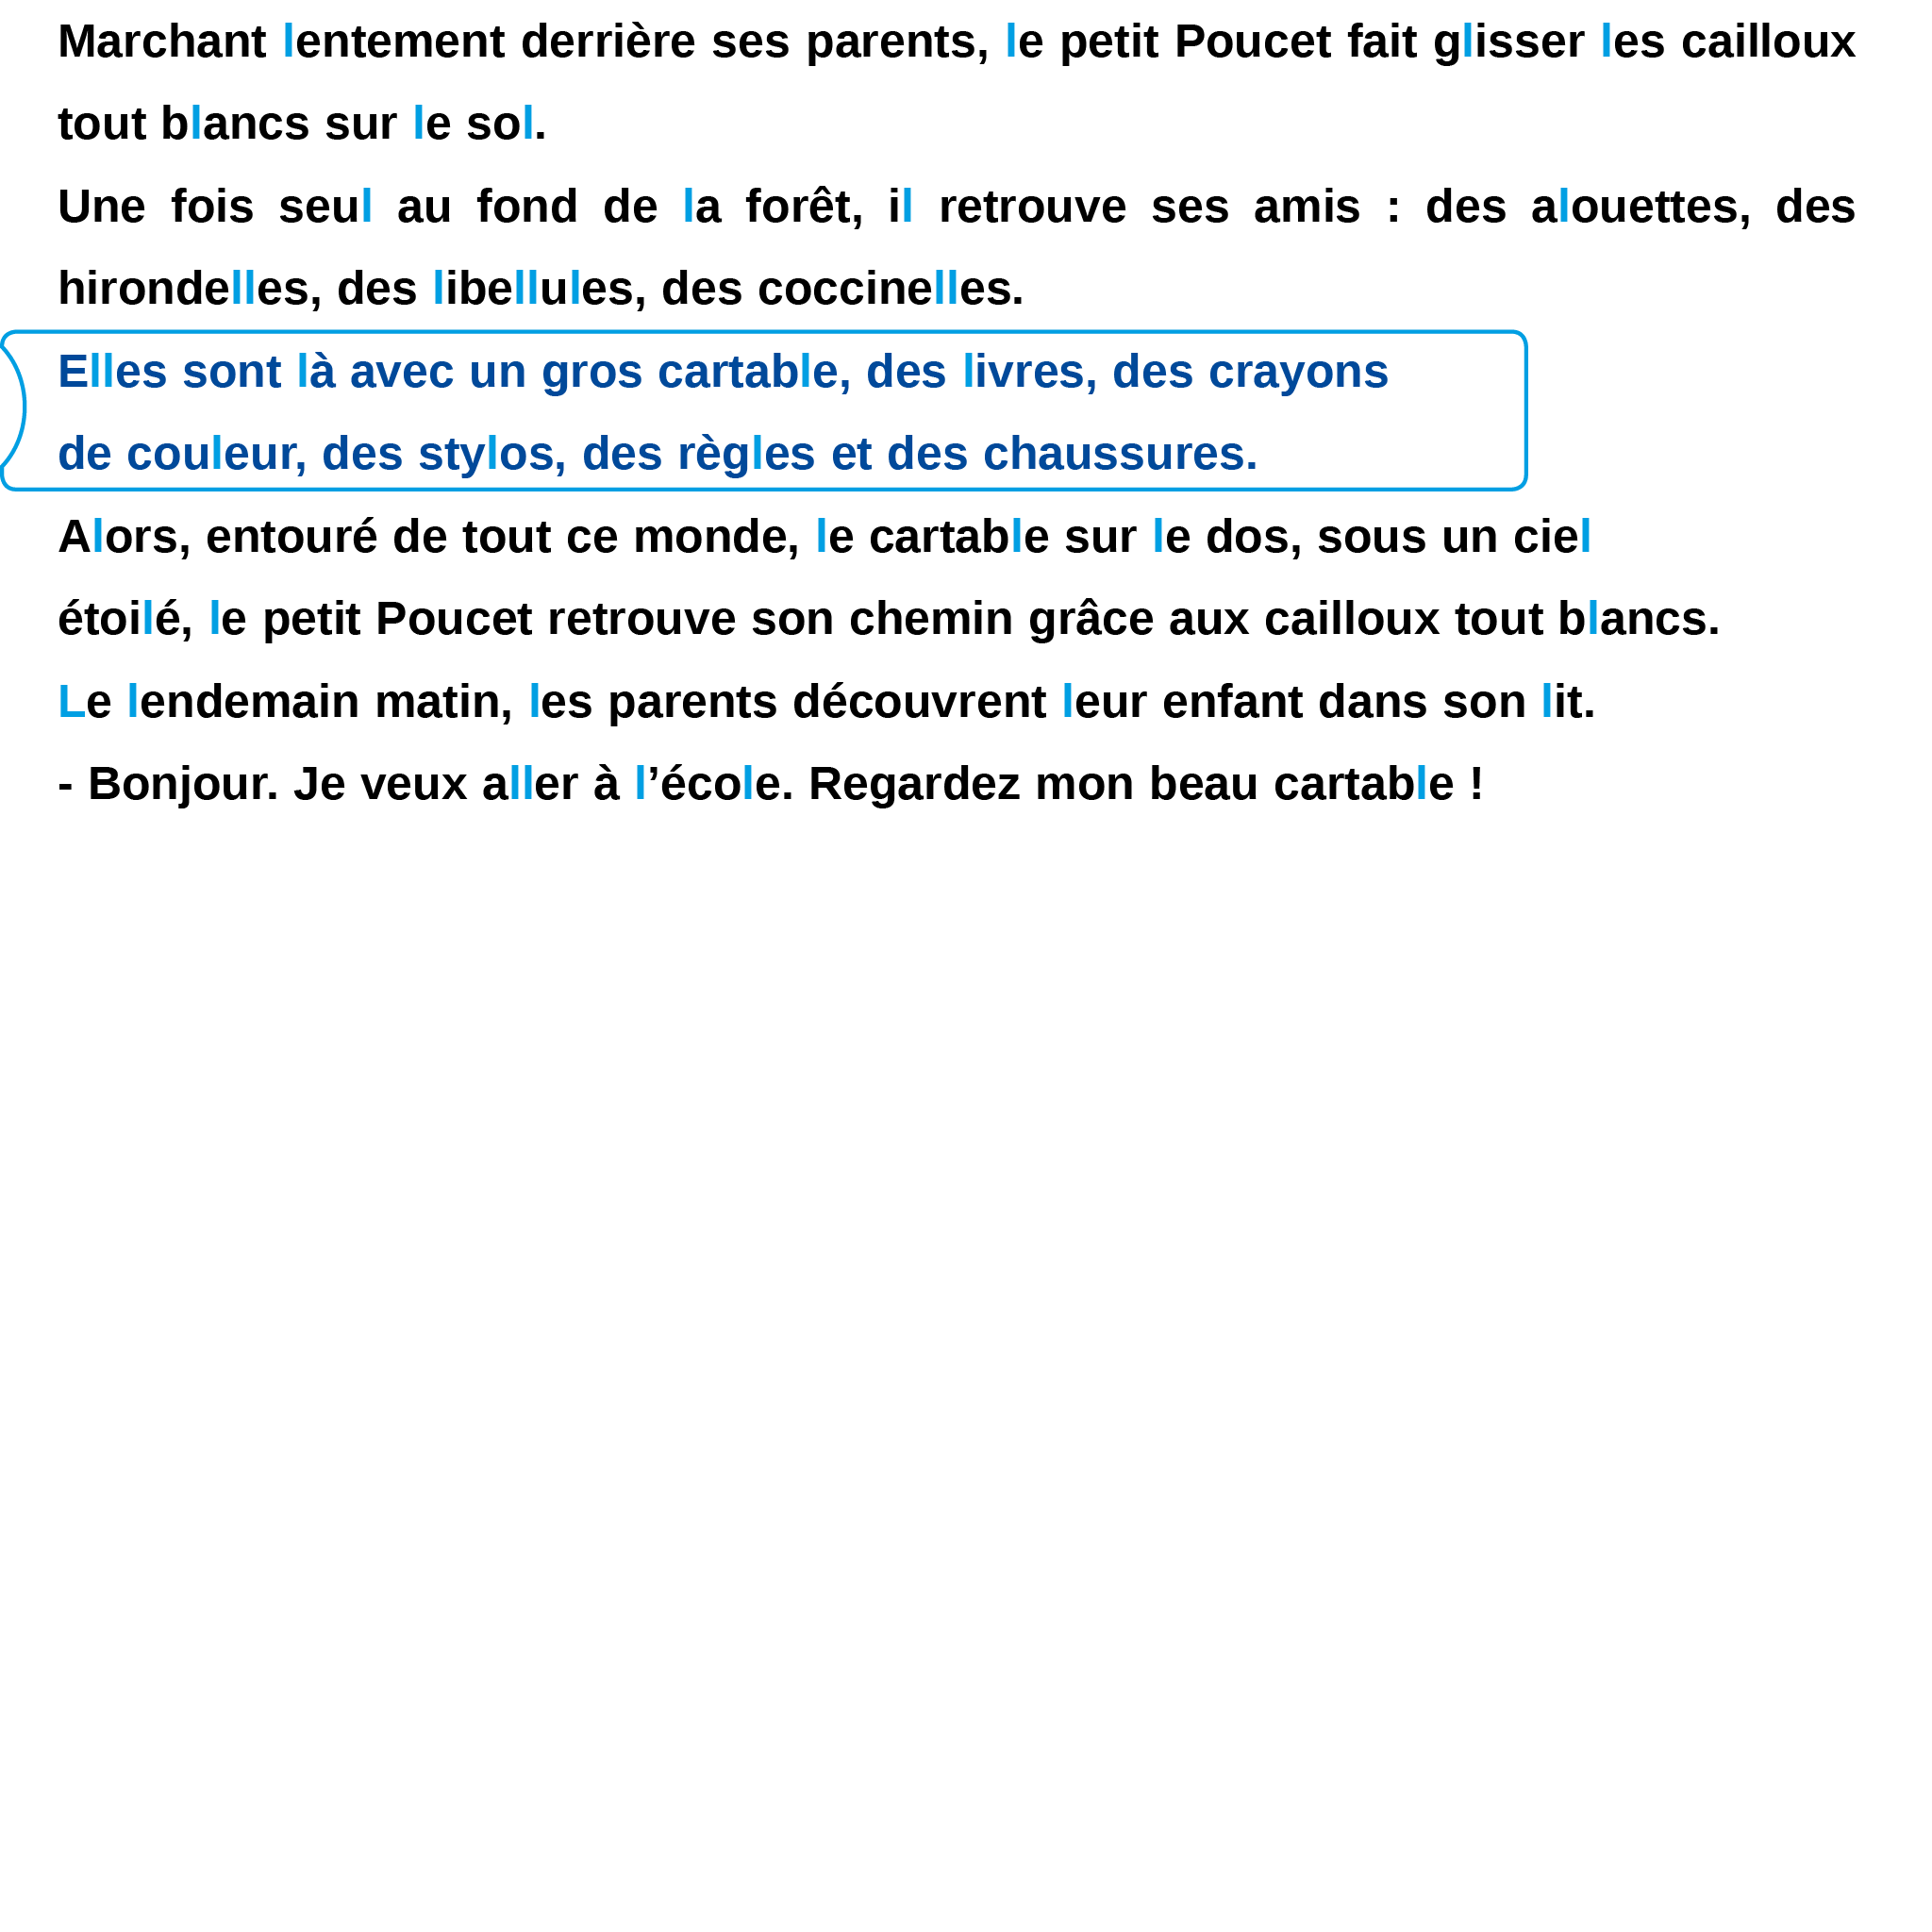 Marchant lentement derrière ses parents, le petit Poucet fait glisser les cailloux
tout blancs sur le sol.
Une fois seul au fond de la forêt, il retrouve ses amis : des alouettes, des
hirondelles, des libellules, des coccinelles.
Elles sont là avec un gros cartable, des livres, des crayons
de couleur, des stylos, des règles et des chaussures.
Alors, entouré de tout ce monde, le cartable sur le dos, sous un ciel
étoilé, le petit Poucet retrouve son chemin grâce aux cailloux tout blancs.
Le lendemain matin, les parents découvrent leur enfant dans son lit.
- Bonjour. Je veux aller à l’école. Regardez mon beau cartable !